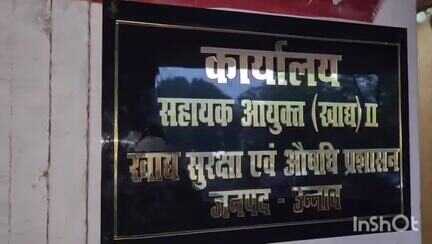 कार्यालय
सहायक आयुक्त (खाद्य) II
खाद्य सुरक्षा एवं औषधि प्रशासन
जनपद - उन्नाव
InShOt